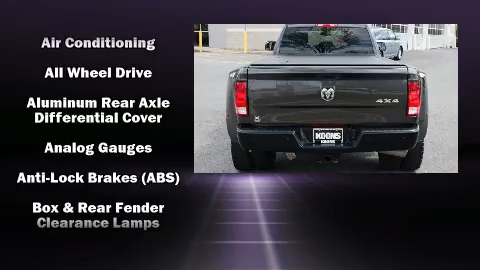 Air Conditioning
All Wheel Drive
Aluminum Rear Axle
Differential Cover
Analog Gauges
Anti-Lock Brakes (ABS)
Box & Rear Fender
Clearance Lamps
4X4
KOONS
KOONS